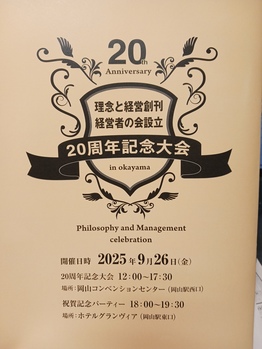 20th
Anniversary
理念と経営創刊
経営者の会設立
20周年記念大会
in okayama
Philosophy and Management
celebration
開催日時 2025年9月26日(金)
20周年記念大会 12:00〜17:30
場所:岡山コンベンションセンター(岡山駅西口)
祝賀記念パーティー 18:00〜19:30
場所:ホテルグランヴィア(岡山駅東口)